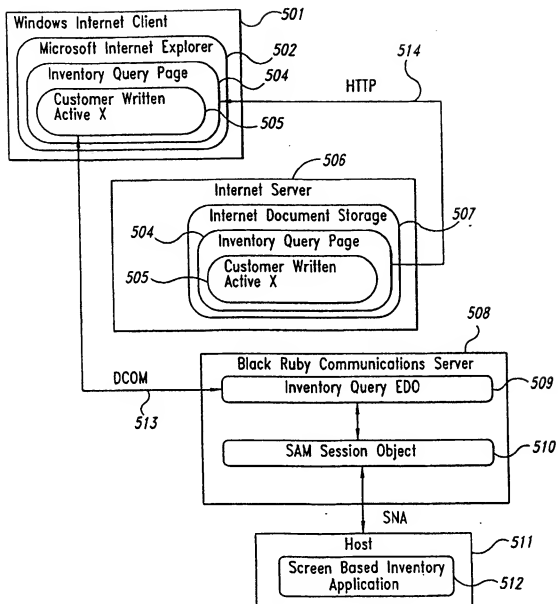 Windows Internet Client
501
Microsoft Internet Explorer
502
Inventory Query Page
504
Customer Written
Active X
505
HTTP
514
506
Internet Server
Internet Document Storage
507
504
Inventory Query Page
505
Customer Written
Active X
508
Black Ruby Communications Server
DCOM
513
Inventory Query EDO
509
SAM Session Object
510
SNA
Host
511
Screen Based Inventory
Application
512